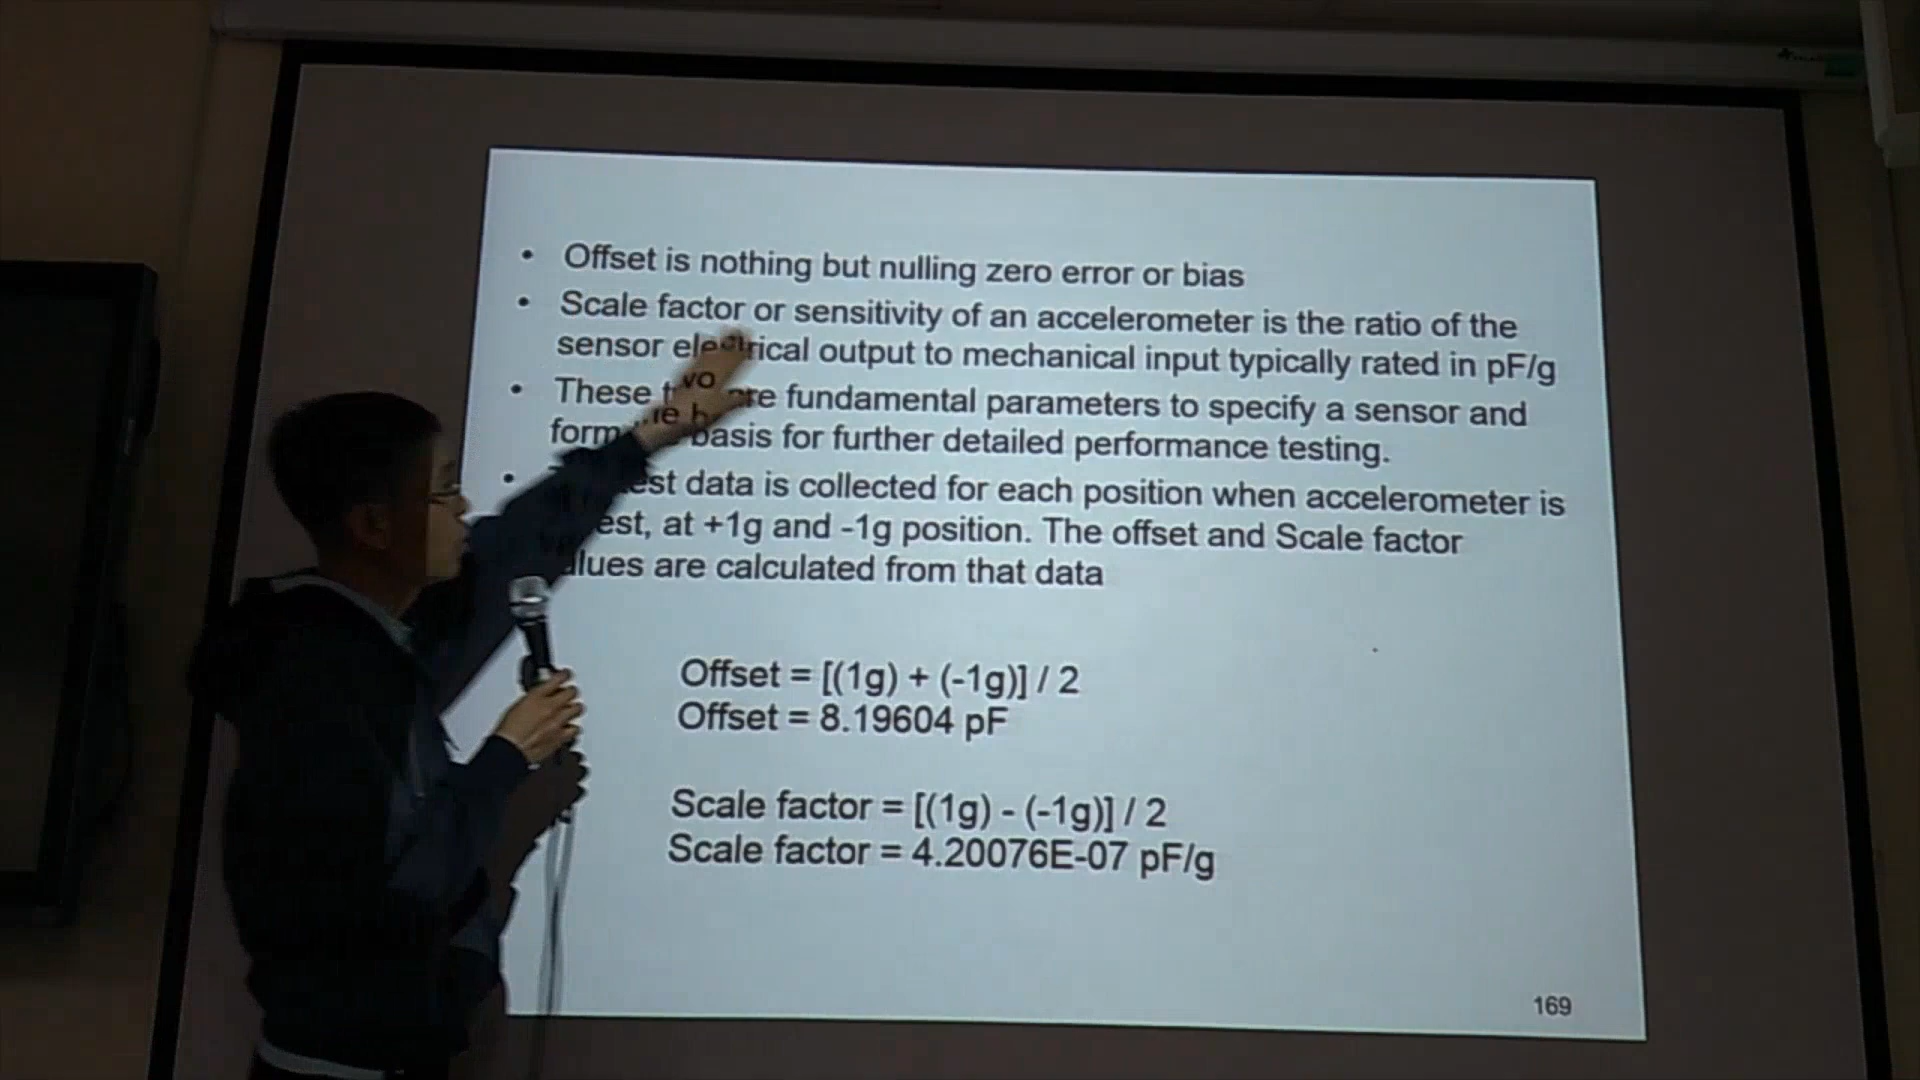 • Offset is nothing but nulling zero error or bias
• Scale factor or sensitivity of an accelerometer is the ratio of the
sensor electrical output to mechanical input typically rated in pF/g
• These two are fundamental parameters to specify a sensor and
form the basis for further detailed performance testing.
• data is collected for each position when accelerometer is
at +1g and -1g position. The offset and Scale factor
values are calculated from that data
Offset = [(1g) + (-1g)] / 2
Offset = 8.19604 pF
Scale factor = [(1g) - (-1g)] / 2
Scale factor = 4.20076E-07 pF/g
169